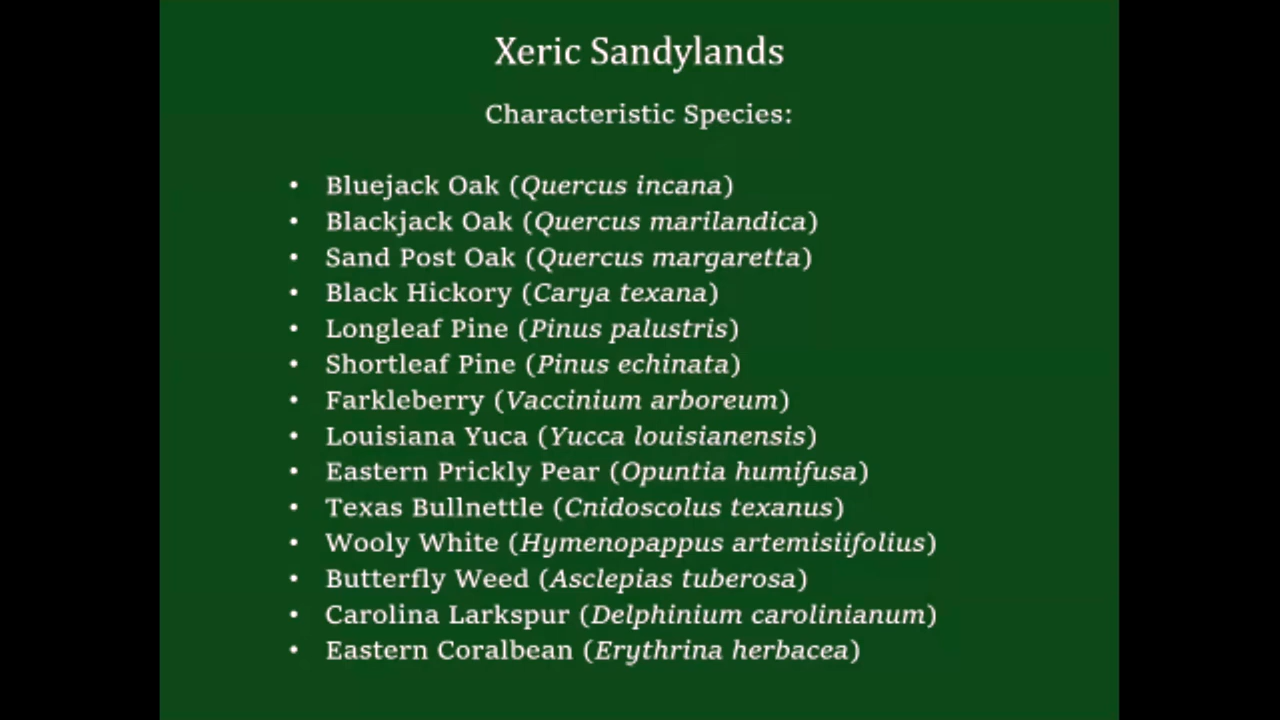 Xeric Sandylands
Characteristic Species:
• Bluejack Oak (Quercus incana)
• Blackjack Oak (Quercus marilandica)
• Sand Post Oak (Quercus margaretta)
• Black Hickory (Carya texana)
• Longleaf Pine (Pinus palustris)
• Shortleaf Pine (Pinus echinata)
• Farkleberry (Vaccinium arboreum)
• Louisiana Yuca (Yucca louisianensis)
• Eastern Prickly Pear (Opuntia humifusa)
• Texas Bullnettle (Cnidoscolus texanus)
• Wooly White (Hymenopappus artemisiifolius)
• Butterfly Weed (Asclepias tuberosa)
• Carolina Larkspur (Delphinium carolinianum)
• Eastern Coralbean (Erythrina herbacea)